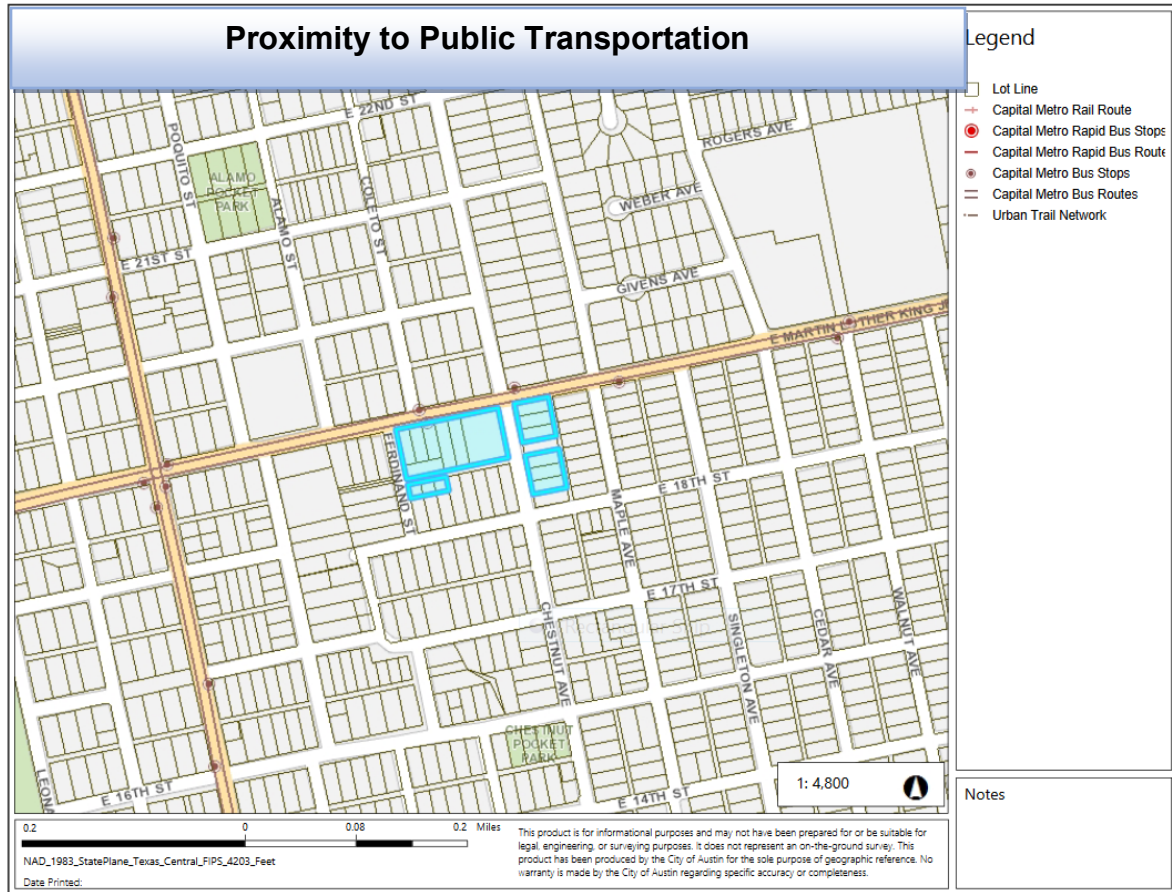 Proximity to Public Transportation
Legend
Lot Line
Capital Metro Rail Route
Capital Metro Rapid Bus Stops
Capital Metro Rapid Bus Route
Capital Metro Bus Stops
Capital Metro Bus Routes
Urban Trail Network
E 22ND ST
POQUITO ST
ROGERS AVE
ALAMO
POCKET
PARK
COLETO ST
WEBER AVE
ALAMO ST
E 21ST ST
GIVENS AVE
E MARTIN LUTHER KING J
FERDINAND ST
E 18TH ST
MAPLE AVE
E 17TH ST
CHESTNUT AVE
SINGLETON AVE
CEDAR AVE
WALNUT AVE
CHESTNUT
POCKET
PARK
LEONA
E 16TH ST
E 14TH ST
1: 4,800
Notes
0.2 0 0.08 0.2 Miles
NAD_1983_StatePlane_Texas_Central_FIPS_4203_Feet
Date Printed:
This product is for informational purposes and may not have been prepared for or be suitable for
legal, engineering, or surveying purposes. It does not represent an on-the-ground survey. This
product has been produced by the City of Austin for the sole purpose of geographic reference. No
warranty is made by the City of Austin regarding specific accuracy or completeness.